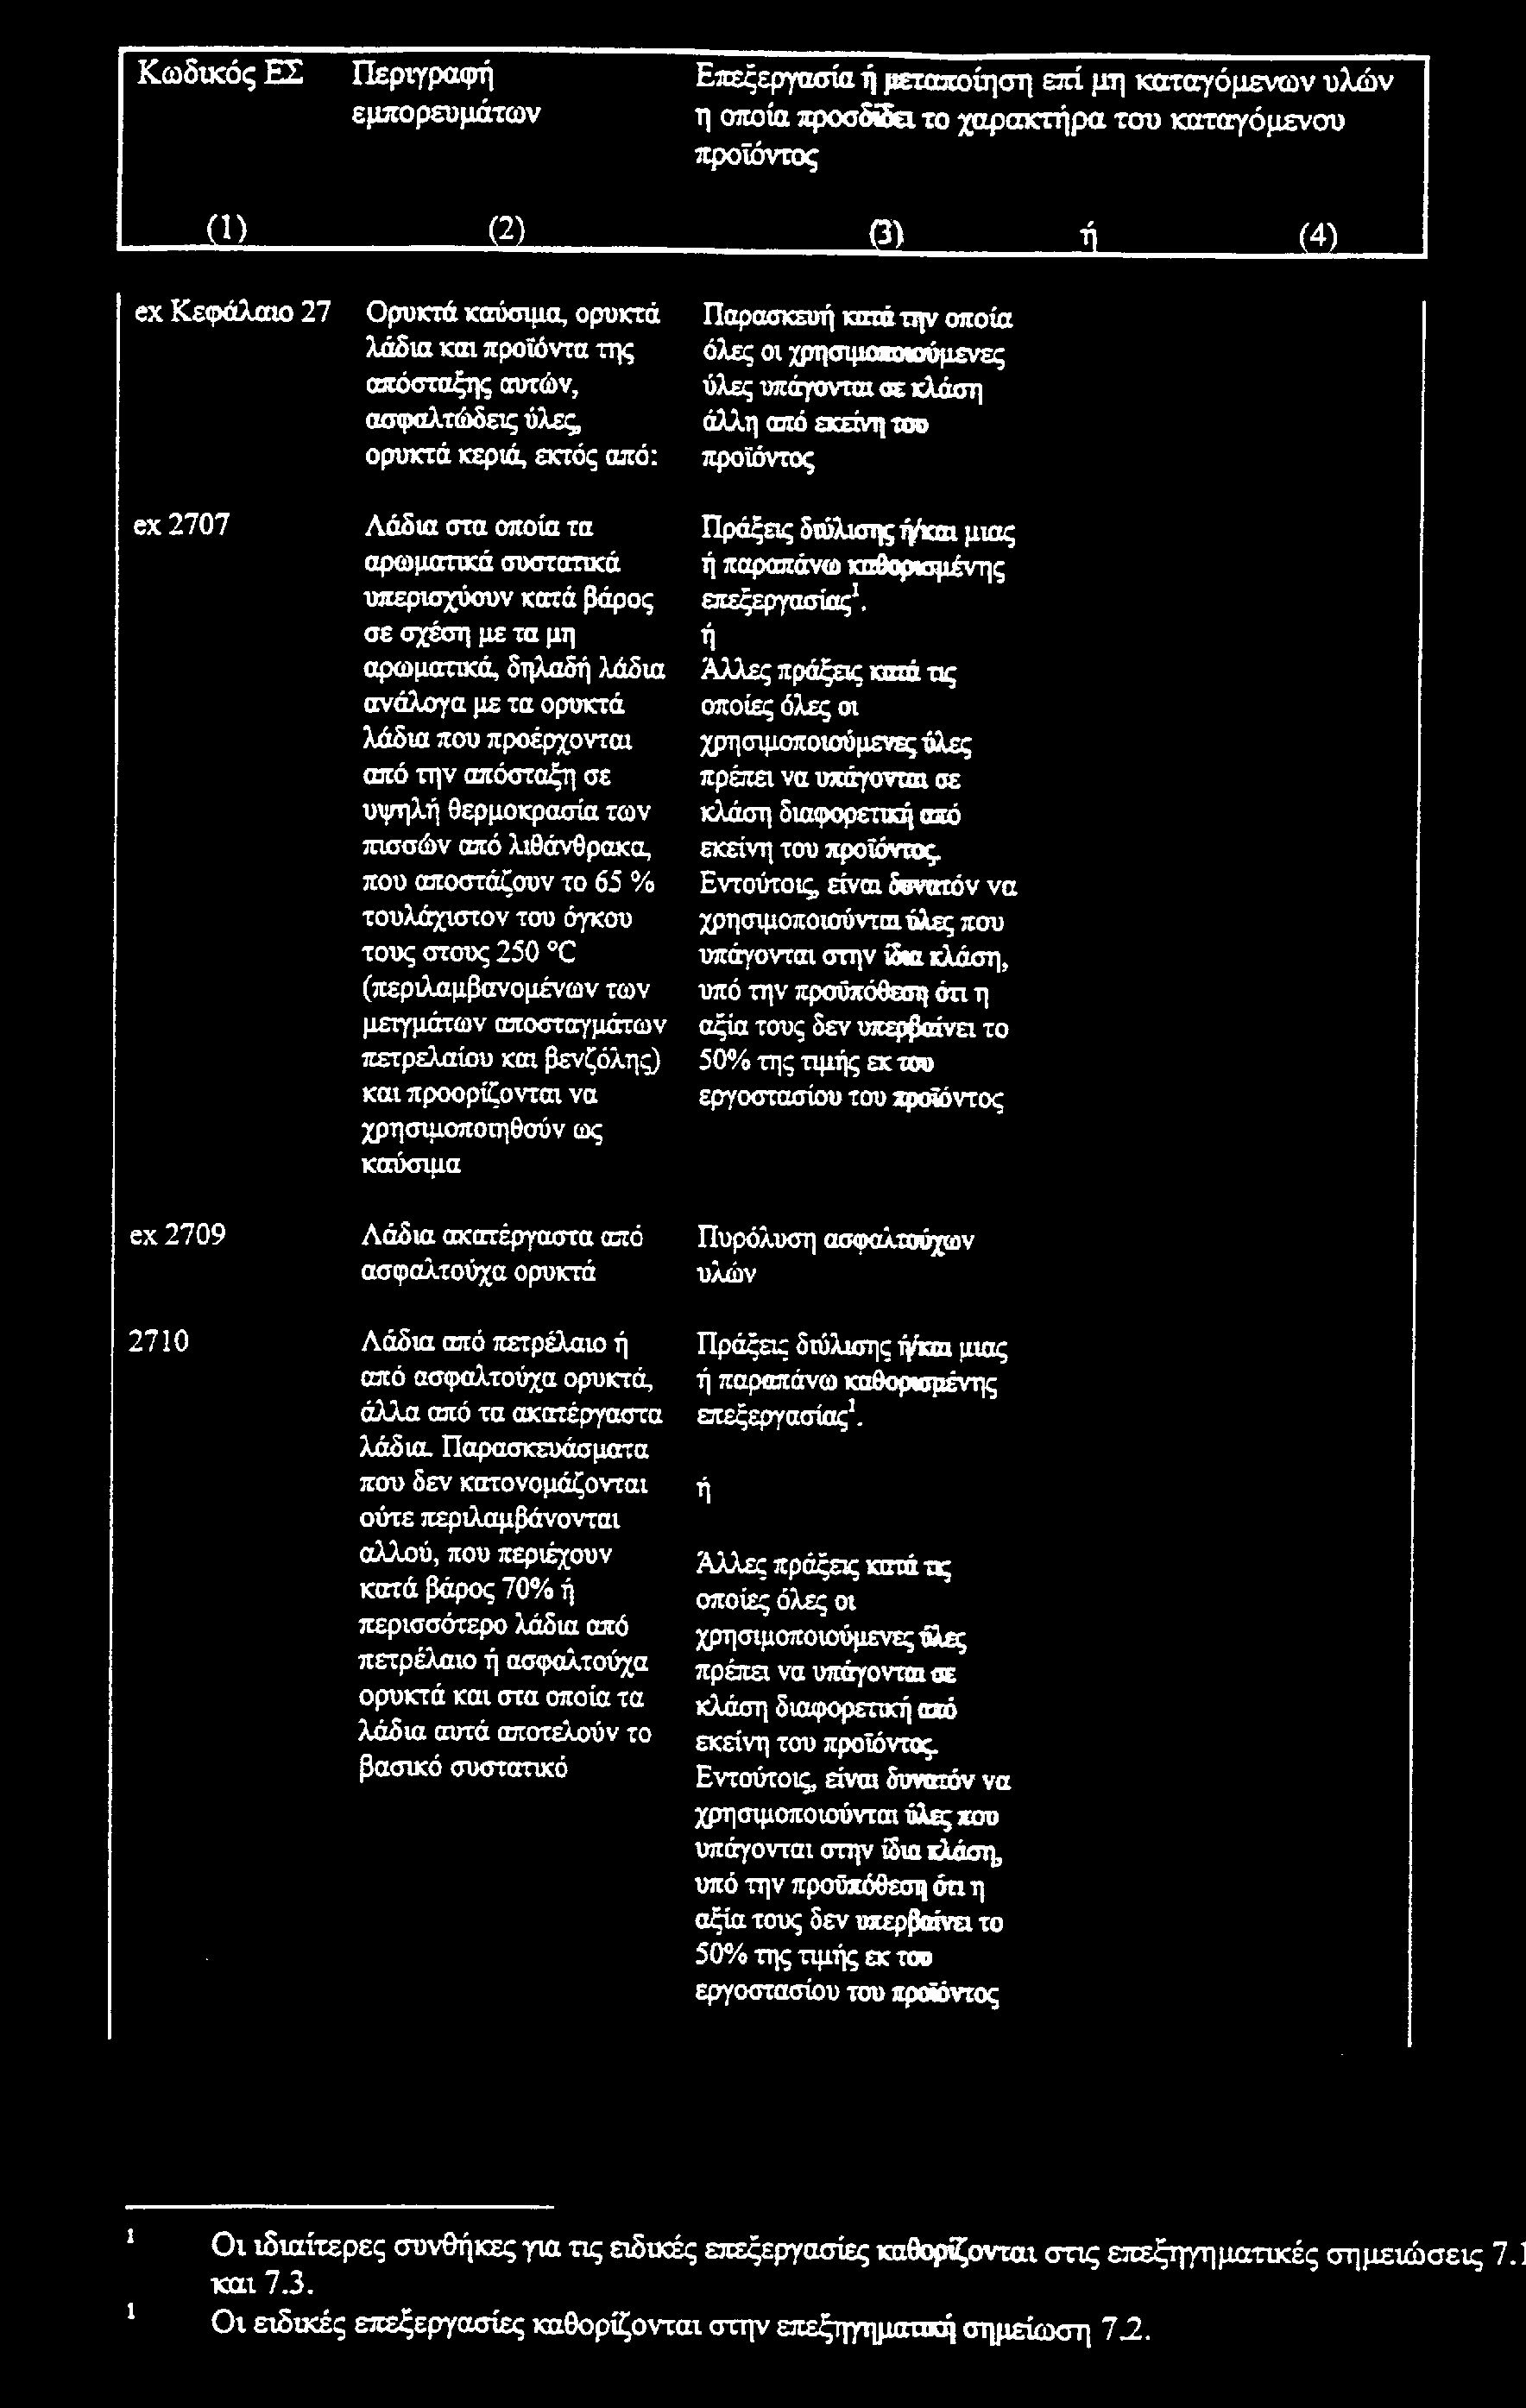 Κωδικός ΕΣ
Περιγραφή
εμπορευμάτων
Επεξεργασία ή μεταποίηση επί μη καταγόμενων υλών
η οποία προσδίδει το χαρακτήρα του καταγόμενου
προϊόντος
(1)
(2)
(3)
ή
(4)
ex Κεφάλαιο 27
Ορυκτά καύσιμα, ορυκτά
λάδια και προϊόντα της
απόσταξης αυτών,
ασφαλτώδεις ύλες,
ορυκτά κεριά, εκτός από:
Παρασκευή κατά την οποία
όλες οι χρησιμοποιούμενες
ύλες υπάγονται σε κλάση
άλλη από εκείνη του
προϊόντος
ex 2707
Λάδια στα οποία τα
αρωματικά συστατικά
υπερισχύουν κατά βάρος
σε σχέση με τα μη
αρωματικά, δηλαδή λάδια
ανάλογα με τα ορυκτά
λάδια που προέρχονται
από την απόσταξη σε
υψηλή θερμοκρασία των
πισσών από λιθάνθρακα,
που αποστάζουν το 65 %
τουλάχιστον του όγκου
τους στους 250 °C
(περιλαμβανομένων των
μειγμάτων αποσταγμάτων
πετρελαίου και βενζόλης)
και προορίζονται να
χρησιμοποιηθούν ως
καύσιμα
Πράξεις διύλισης ή/και μιας
ή παραπάνω καθορισμένης
επεξεργασίας¹.
ή
Άλλες πράξεις κατά τις
οποίες όλες οι
χρησιμοποιούμενες ύλες
πρέπει να υπάγονται σε
κλάση διαφορετική από
εκείνη του προϊόντος.
Εντούτοις, είναι δυνατόν να
χρησιμοποιούνται ύλες που
υπάγονται στην ίδια κλάση,
υπό την προϋπόθεση ότι η
αξία τους δεν υπερβαίνει το
50% της τιμής εκ του
εργοστασίου του προϊόντος
ex 2709
Λάδια ακατέργαστα από
ασφαλτούχα ορυκτά
Πυρόλυση ασφαλτούχων
υλών
2710
Λάδια από πετρέλαιο ή
από ασφαλτούχα ορυκτά,
άλλα από τα ακατέργαστα
λάδια. Παρασκευάσματα
που δεν κατονομάζονται
ούτε περιλαμβάνονται
αλλού, που περιέχουν
κατά βάρος 70% ή
περισσότερο λάδια από
πετρέλαιο ή ασφαλτούχα
ορυκτά και στα οποία τα
λάδια αυτά αποτελούν το
βασικό συστατικό
Πράξεις διύλισης ή/και μιας
ή παραπάνω καθορισμένης
επεξεργασίας¹.
ή
Άλλες πράξεις κατά τις
οποίες όλες οι
χρησιμοποιούμενες ύλες
πρέπει να υπάγονται σε
κλάση διαφορετική από
εκείνη του προϊόντος.
Εντούτοις, είναι δυνατόν να
χρησιμοποιούνται ύλες που
υπάγονται στην ίδια κλάση,
υπό την προϋπόθεση ότι η
αξία τους δεν υπερβαίνει το
50% της τιμής εκ του
εργοστασίου του προϊόντος
1 Οι ιδιαίτερες συνθήκες για τις ειδικές επεξεργασίες καθορίζονται στις επεξηγηματικές σημειώσεις 7.1
και 7.3.
1 Οι ειδικές επεξεργασίες καθορίζονται στην επεξηγηματική σημείωση 7.2.